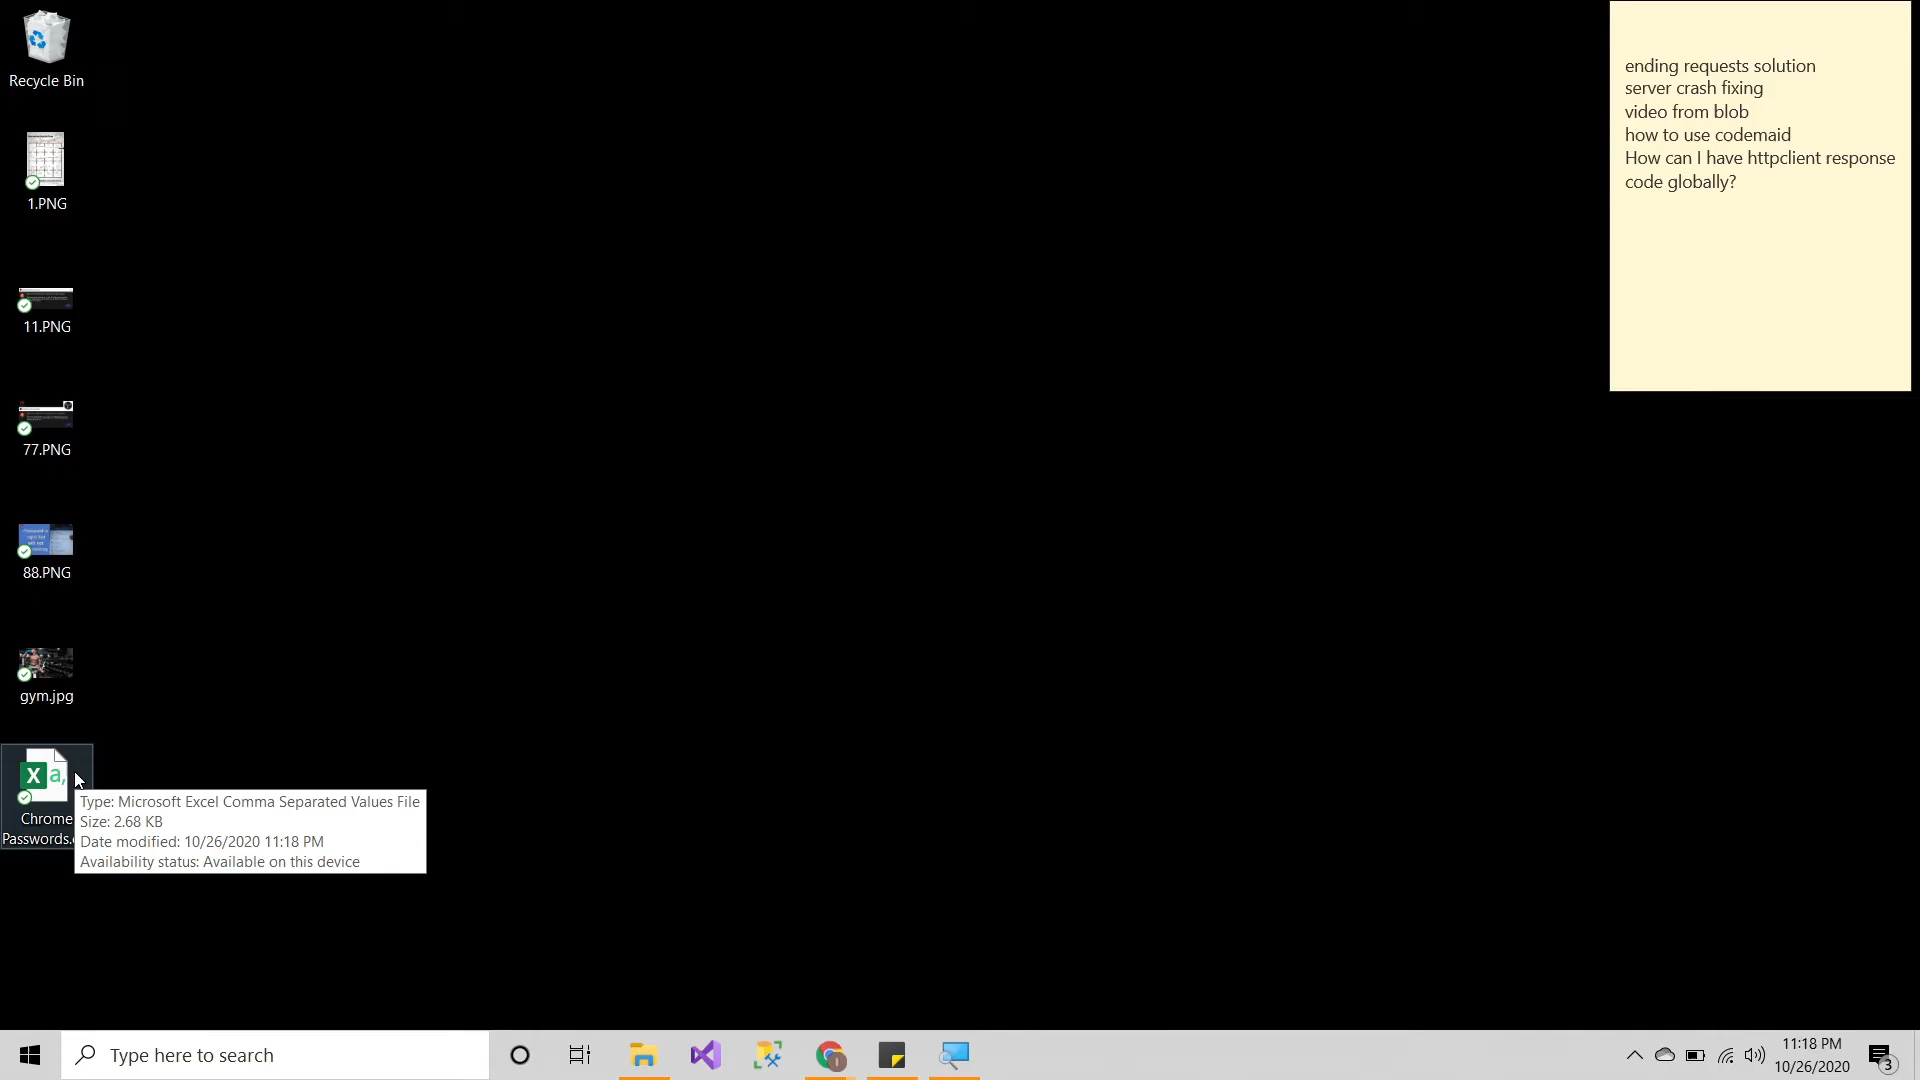 Recycle Bin
1.PNG
11.PNG
77.PNG
88.PNG
gym.jpg
Chrome
Passwords.
Type: Microsoft Excel Comma Separated Values File
Size: 2.68 KB
Date modified: 10/26/2020 11:18 PM
Availability status: Available on this device
ending requests solution
server crash fixing
video from blob
how to use codemaid
How can I have httpclient response
code globally?
Type here to search
11:18 PM
10/26/2020
3